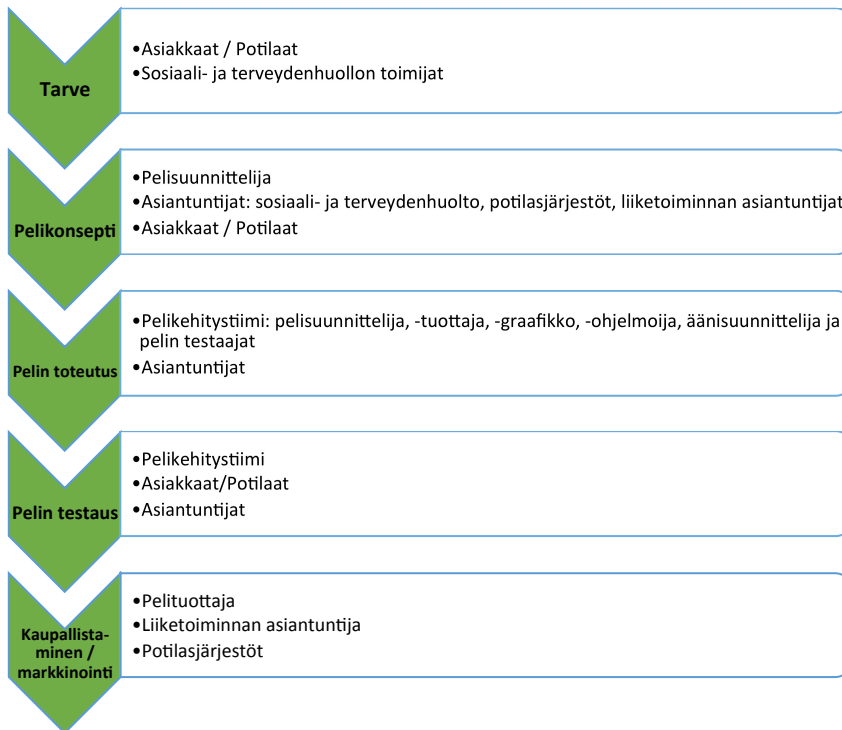 Tarve
•Asiakkaat / Potilaat
•Sosiaali- ja terveydenhuollon toimijat
Pelikonsepti
•Pelisuunnittelija
•Asiantuntijat: sosiaali- ja terveydenhuolto, potilasjärjestöt, liiketoiminnan asiantuntijat
•Asiakkaat / Potilaat
Pelin toteutus
•Pelikehitystiimi: pelisuunnittelija, -tuottaja, -graafikko, -ohjelmoija, äänisuunnittelija ja
pelin testaajat
•Asiantuntijat
Pelin testaus
•Pelikehitystiimi
•Asiakkaat/Potilaat
•Asiantuntijat
Kaupallista-
minen /
markkinointi
•Pelituottaja
•Liiketoiminnan asiantuntija
•Potilasjärjestöt